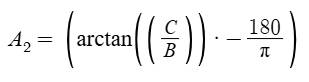 A₂ = (arctan((C/B)) · −180/π)